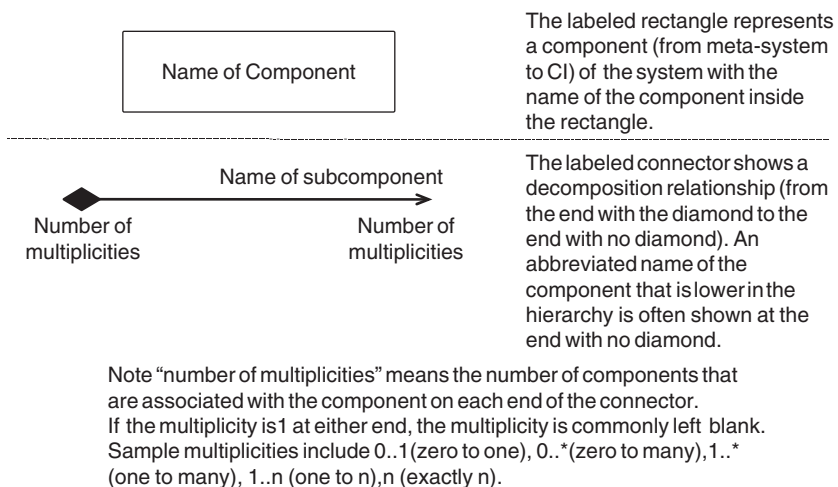 Name of Component
The labeled rectangle represents
a component (from meta-system
to CI) of the system with the
name of the component inside
the rectangle.
Name of subcomponent
Number of
multiplicities
Number of
multiplicities
The labeled connector shows a
decomposition relationship (from
the end with the diamond to the
end with no diamond). An
abbreviated name of the
component that is lower in the
hierarchy is often shown at the
end with no diamond.
Note “number of multiplicities” means the number of components that
are associated with the component on each end of the connector.
If the multiplicity is 1 at either end, the multiplicity is commonly left blank.
Sample multiplicities include 0..1(zero to one), 0..*(zero to many),1..*
(one to many), 1..n (one to n),n (exactly n).